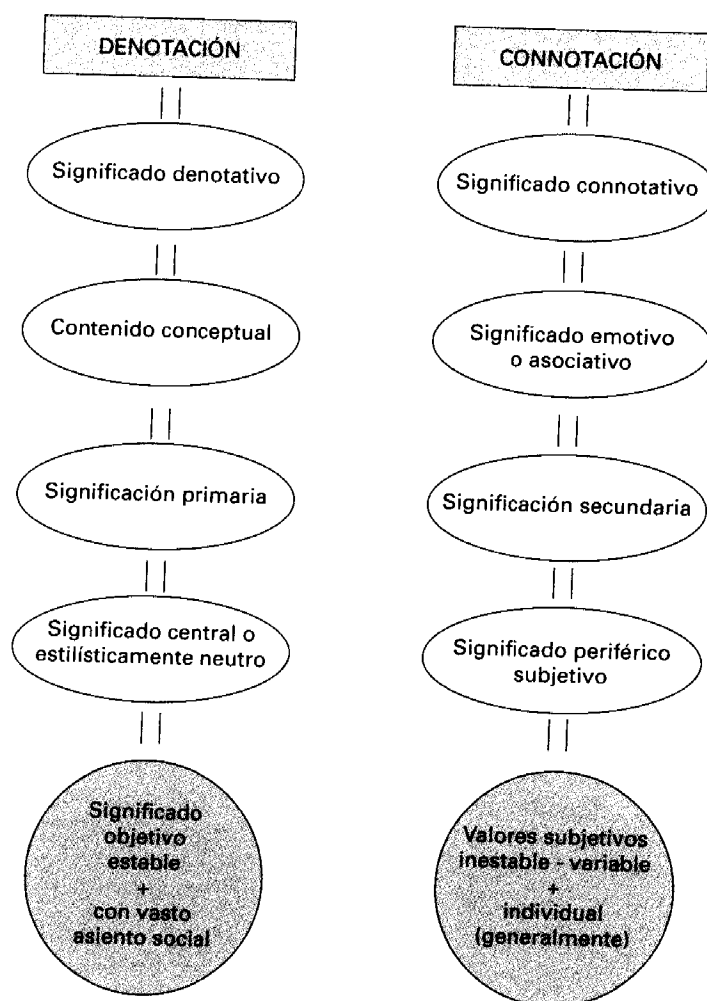 DENOTACIÓN
Significado denotativo
Contenido conceptual
Significación primaria
Significado central o
estilísticamente neutro
Significado
objetivo
estable
+
con vasto
asiento social
CONNOTACIÓN
Significado connotativo
Significado emotivo
o asociativo
Significación secundaria
Significado periférico
subjetivo
Valores subjetivos
inestable - variable
+
individual
(generalmente)